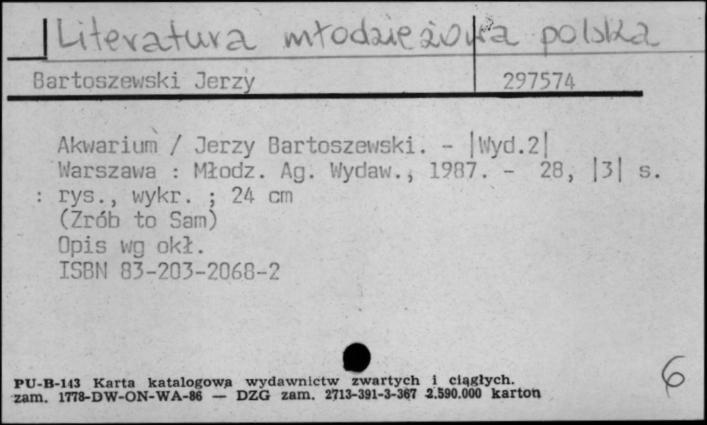 Literatura młodzieżowa polska
Bartoszewski Jerzy 297574
Akwarium / Jerzy Bartoszewski. - |Wyd.2|
Warszawa : Młodz. Ag. Wydaw., 1987. - 28, |3| s.
: rys., wykr. ; 24 cm
(Zrób to Sam)
Opis wg okł.
ISBN 83-203-2068-2
6
PU-B-143 Karta katalogowa wydawnictw zwartych i ciągłych.
zam. 1778-DW-ON-WA-86 — DZG zam. 2713-391-3-367 2.590.000 karton